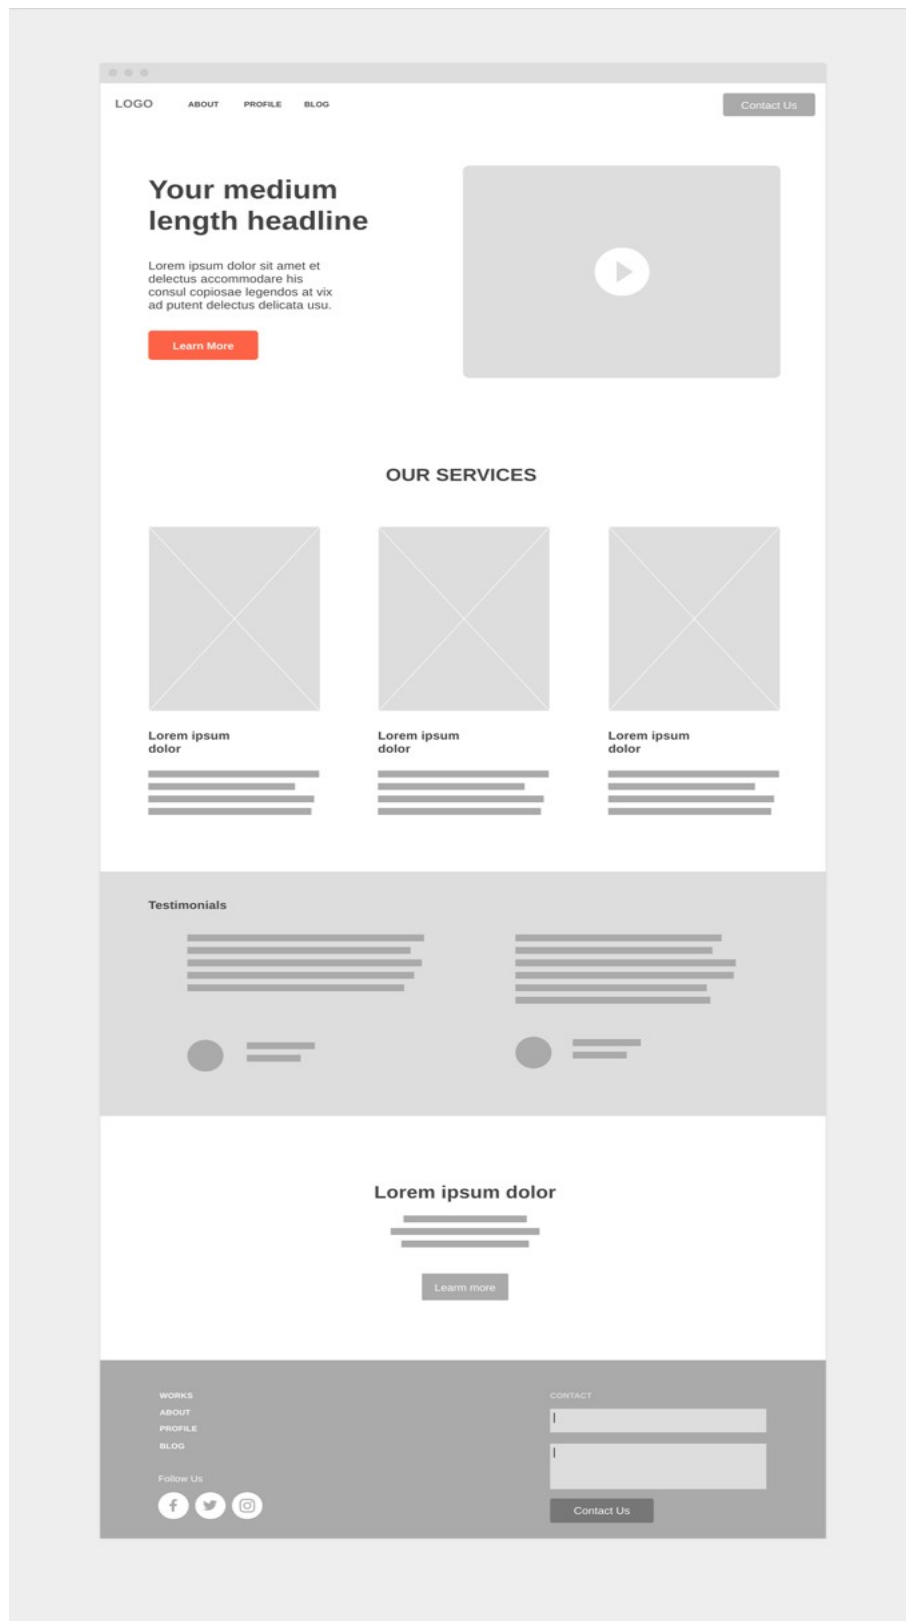 LOGO
ABOUT
PROFILE
BLOG
Contact Us
Your medium
length headline
Lorem ipsum dolor sit amet et
delectus accommodare his
consul copiosae legendos at vix
ad putent delectus delicata usu.
Learn More
OUR SERVICES
Lorem ipsum
dolor
Lorem ipsum
dolor
Lorem ipsum
dolor
Testimonials
Lorem ipsum dolor
Learm more
WORKS
ABOUT
PROFILE
BLOG
Follow Us
CONTACT
Contact Us